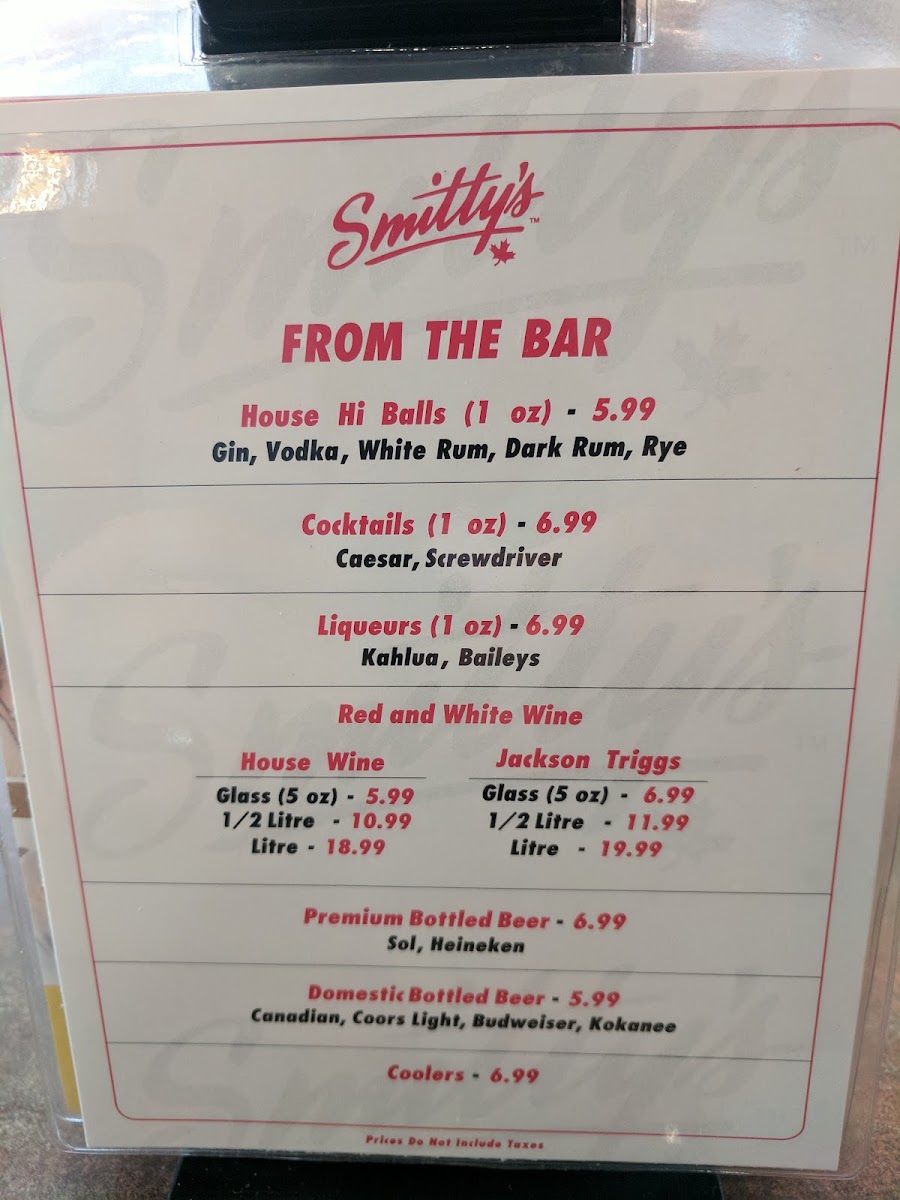 Smitty's™
FROM THE BAR
House Hi Balls (1 oz) - 5.99
Gin, Vodka, White Rum, Dark Rum, Rye
Cocktails (1 oz) - 6.99
Caesar, Screwdriver
Liqueurs (1 oz) - 6.99
Kahlua, Baileys
Red and White Wine
House Wine
Glass (5 oz) - 5.99
1/2 Litre - 10.99
Litre - 18.99
Jackson Triggs
Glass (5 oz) - 6.99
1/2 Litre - 11.99
Litre - 19.99
Premium Bottled Beer - 6.99
Sol, Heineken
Domestic Bottled Beer - 5.99
Canadian, Coors Light, Budweiser, Kokanee
Coolers - 6.99
Prices Do Not Include Taxes